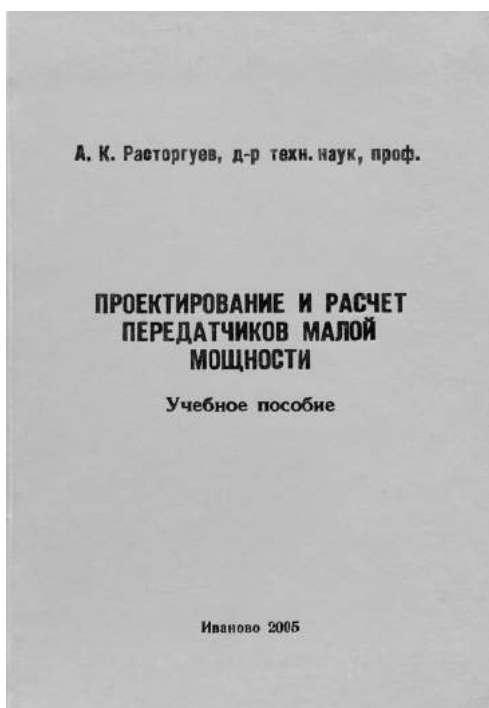 А. К. Расторгуев, д-р техн. наук, проф.
ПРОЕКТИРОВАНИЕ И РАСЧЕТ
ПЕРЕДАТЧИКОВ МАЛОЙ
МОЩНОСТИ
Учебное пособие
Иваново 2005